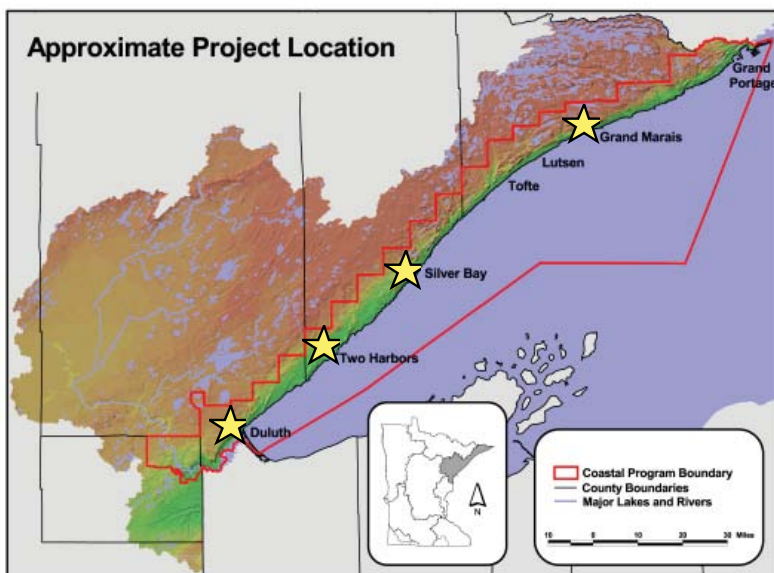 Approximate Project Location
Grand
Portage
Grand Marais
Lutsen
Tofte
Silver Bay
Two Harbors
Duluth
N
Coastal Program Boundary
County Boundaries
Major Lakes and Rivers
10 0 10 20 30 Miles